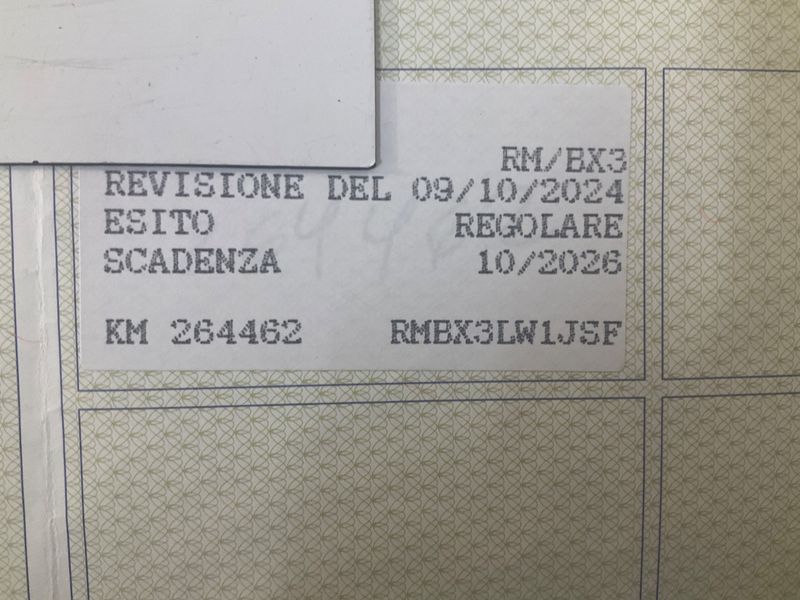 RM/BX3
REVISIONE DEL 09/10/2024
ESITO REGOLARE
SCADENZA 10/2026
KM 264462 RMBX3LW1JSF